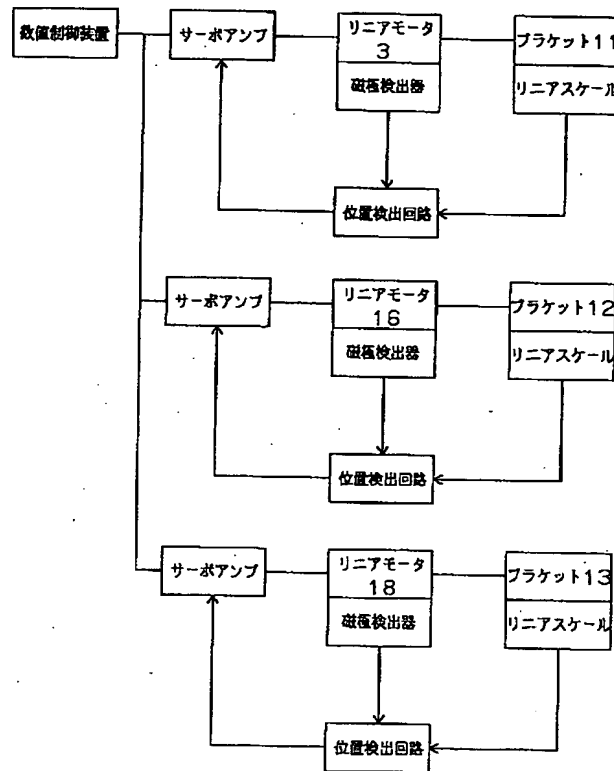 数値制御装置
サーボアンプ
リニアモータ
3
磁極検出器
ブラケット11
リニアスケール
位置検出回路
サーボアンプ
リニアモータ
16
磁極検出器
ブラケット12
リニアスケール
位置検出回路
サーボアンプ
リニアモータ
18
磁極検出器
ブラケット13
リニアスケール
位置検出回路